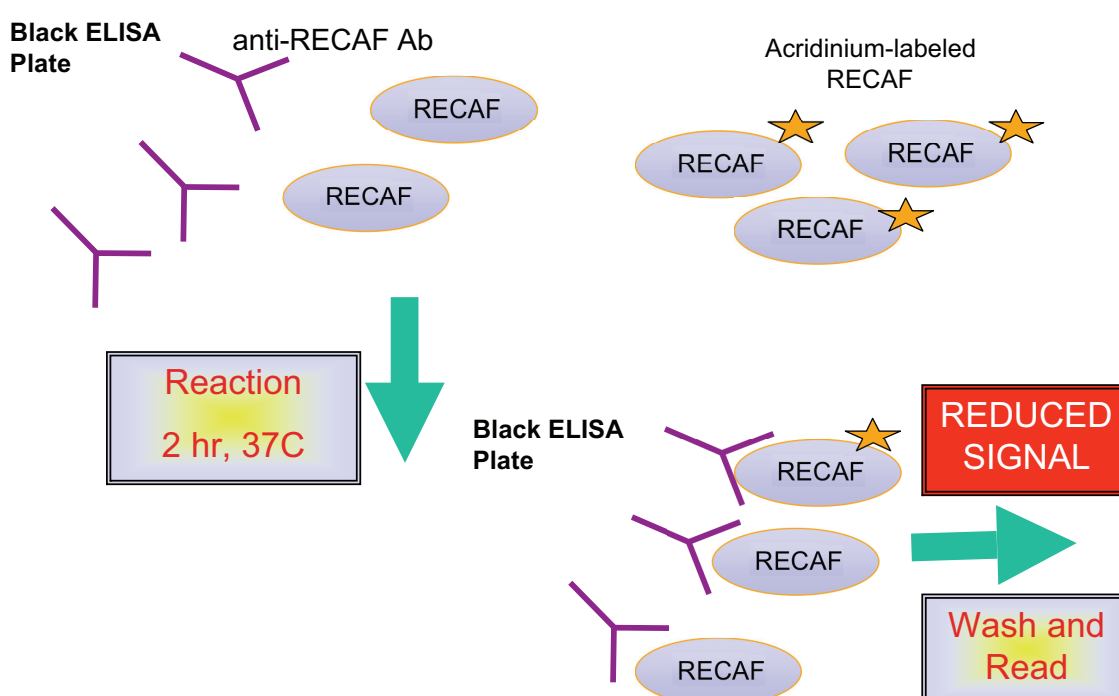 Black ELISA
Plate
anti-RECAF Ab
RECAF
RECAF
Acridinium-labeled
RECAF
RECAF
RECAF
RECAF
Reaction
2 hr, 37C
Black ELISA
Plate
RECAF
RECAF
RECAF
REDUCED
SIGNAL
Wash and
Read